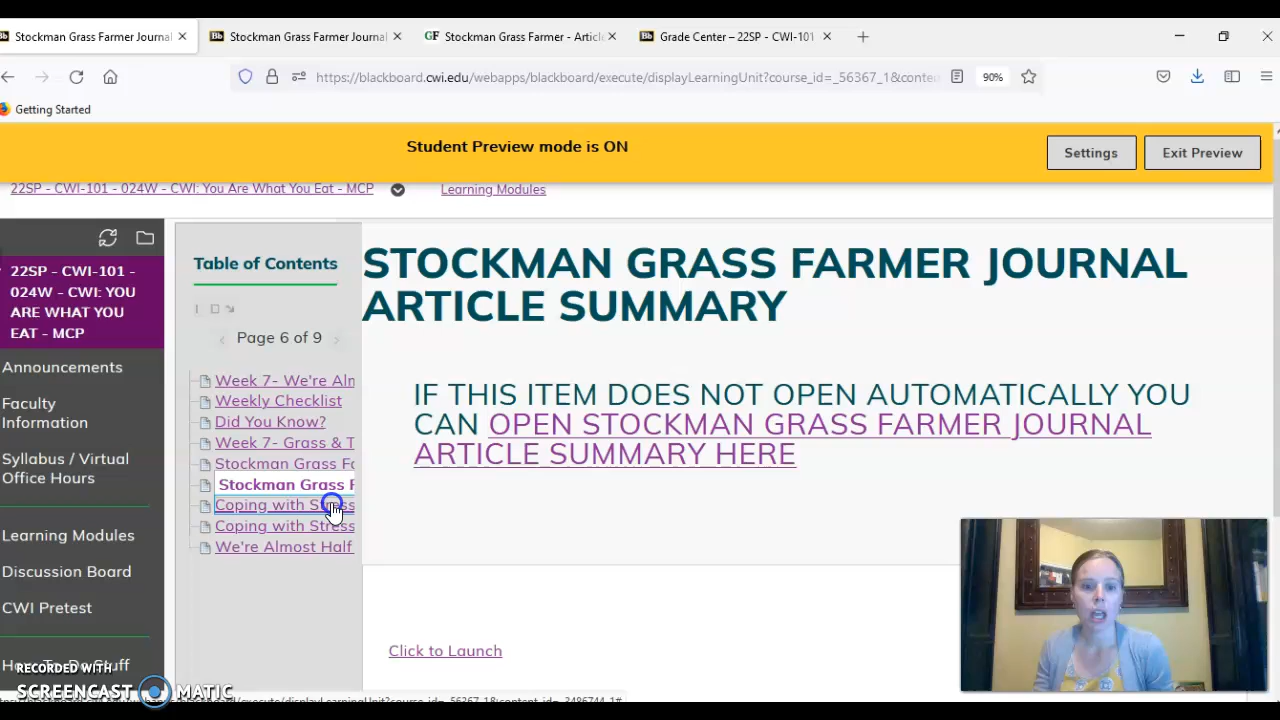 Stockman Grass Farmer Journal
Stockman Grass Farmer Journal
GF Stockman Grass Farmer - Article
Grade Center – 22SP - CWI-101
https://blackboard.cwi.edu/webapps/blackboard/execute/displayLearningUnit?course_id=_56367_1&conten
90%
Getting Started
Student Preview mode is ON
Settings
Exit Preview
22SP - CWI-101 - 024W - CWI: You Are What You Eat - MCP
Learning Modules
22SP - CWI-101 -
024W - CWI: YOU
ARE WHAT YOU
EAT - MCP
Announcements
Faculty
Information
Syllabus / Virtual
Office Hours
Learning Modules
Discussion Board
CWI Pretest
Table of Contents
Page 6 of 9
Week 7- We're Alm
Weekly Checklist
Did You Know?
Week 7- Grass & T
Stockman Grass Fa
Stockman Grass F
Coping with Stress
Coping with Stress
We're Almost Half
STOCKMAN GRASS FARMER JOURNAL
ARTICLE SUMMARY
IF THIS ITEM DOES NOT OPEN AUTOMATICALLY YOU
CAN OPEN STOCKMAN GRASS FARMER JOURNAL
ARTICLE SUMMARY HERE
Click to Launch
RECORDED WITH
SCREENCAST MATIC